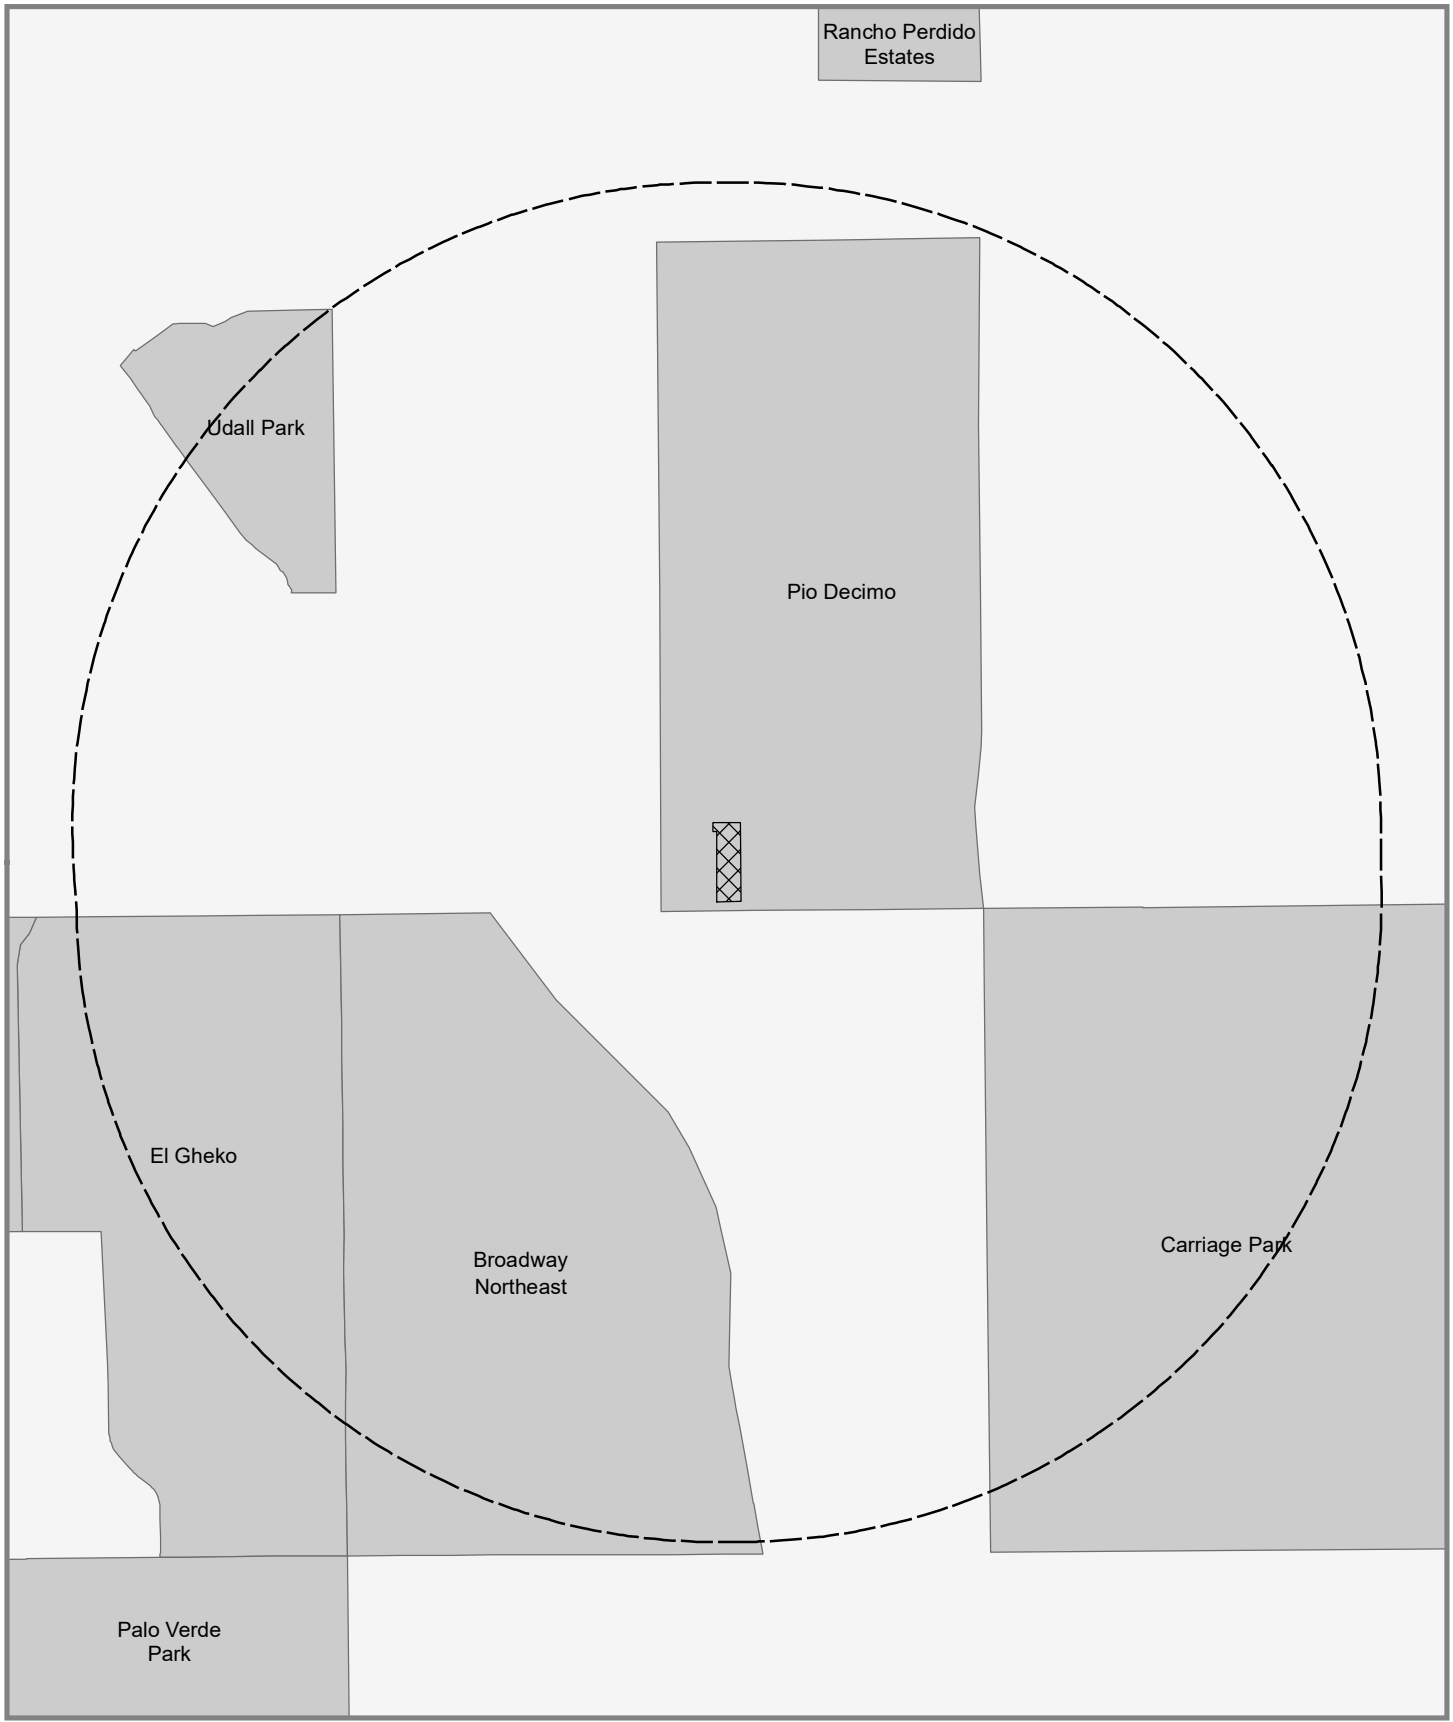 Rancho Perdido
Estates
Udall Park
Pio Decimo
El Gheko
Broadway
Northeast
Carriage Park
Palo Verde
Park